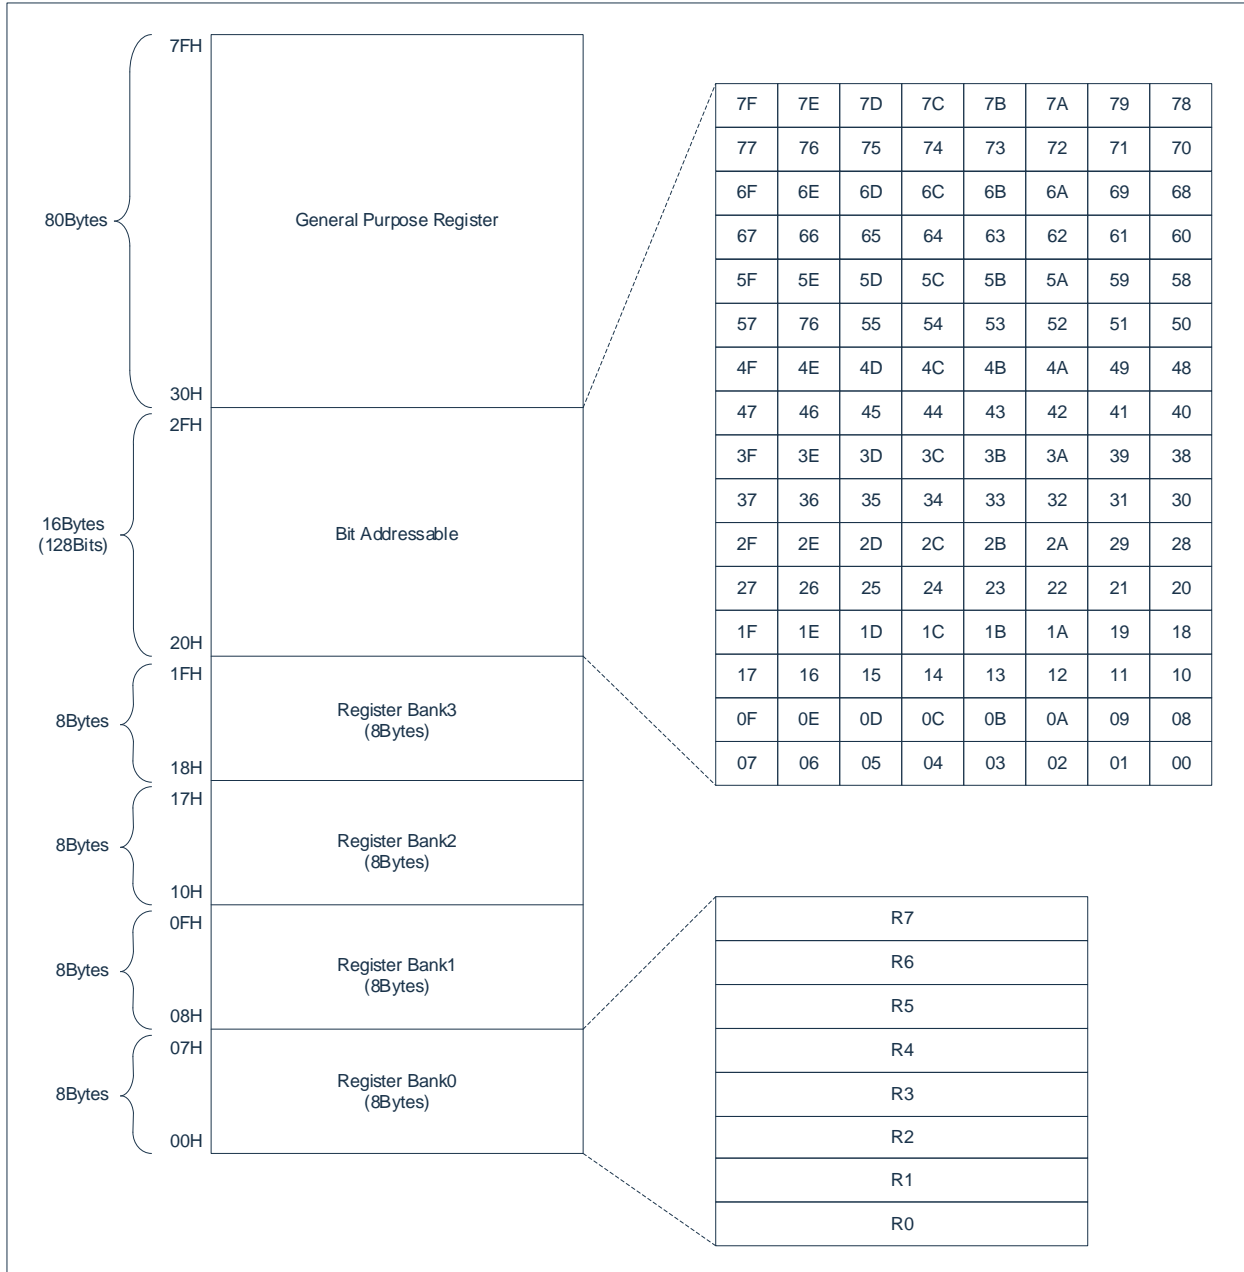 7FH
80Bytes
General Purpose Register
30H
2FH
16Bytes
(128Bits)
Bit Addressable
20H
1FH
8Bytes
Register Bank3
(8Bytes)
18H
17H
8Bytes
Register Bank2
(8Bytes)
10H
0FH
8Bytes
Register Bank1
(8Bytes)
08H
07H
8Bytes
Register Bank0
(8Bytes)
00H
7F 7E 7D 7C 7B 7A 79 78
77 76 75 74 73 72 71 70
6F 6E 6D 6C 6B 6A 69 68
67 66 65 64 63 62 61 60
5F 5E 5D 5C 5B 5A 59 58
57 76 55 54 53 52 51 50
4F 4E 4D 4C 4B 4A 49 48
47 46 45 44 43 42 41 40
3F 3E 3D 3C 3B 3A 39 38
37 36 35 34 33 32 31 30
2F 2E 2D 2C 2B 2A 29 28
27 26 25 24 23 22 21 20
1F 1E 1D 1C 1B 1A 19 18
17 16 15 14 13 12 11 10
0F 0E 0D 0C 0B 0A 09 08
07 06 05 04 03 02 01 00
R7
R6
R5
R4
R3
R2
R1
R0